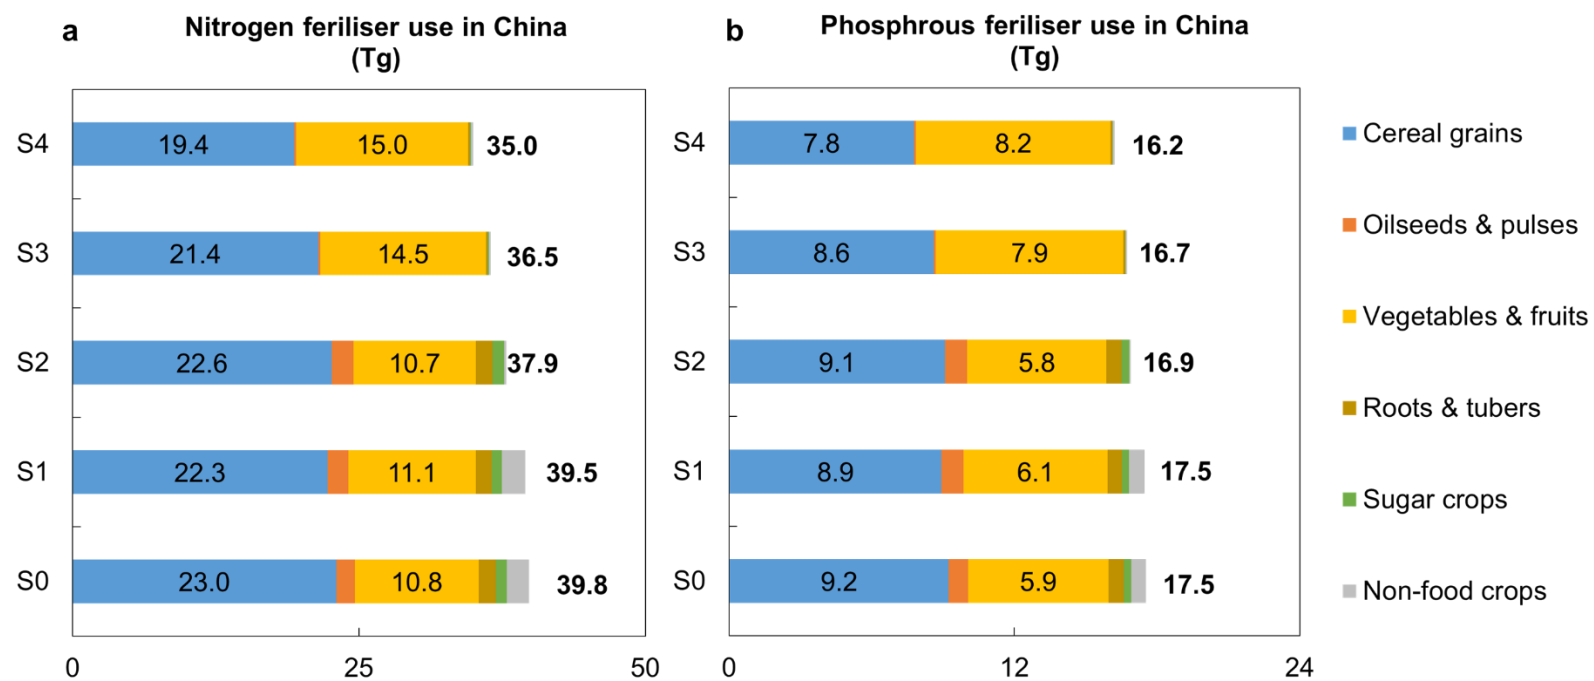 a
Nitrogen feriliser use in China
(Tg)
S4
19.4
15.0
35.0
S3
21.4
14.5
36.5
S2
22.6
10.7
37.9
S1
22.3
11.1
39.5
S0
23.0
10.8
39.8
0
25
50
b
Phosphrous feriliser use in China
(Tg)
S4
7.8
8.2
16.2
S3
8.6
7.9
16.7
S2
9.1
5.8
16.9
S1
8.9
6.1
17.5
S0
9.2
5.9
17.5
0
12
24
Cereal grains
Oilseeds & pulses
Vegetables & fruits
Roots & tubers
Sugar crops
Non-food crops